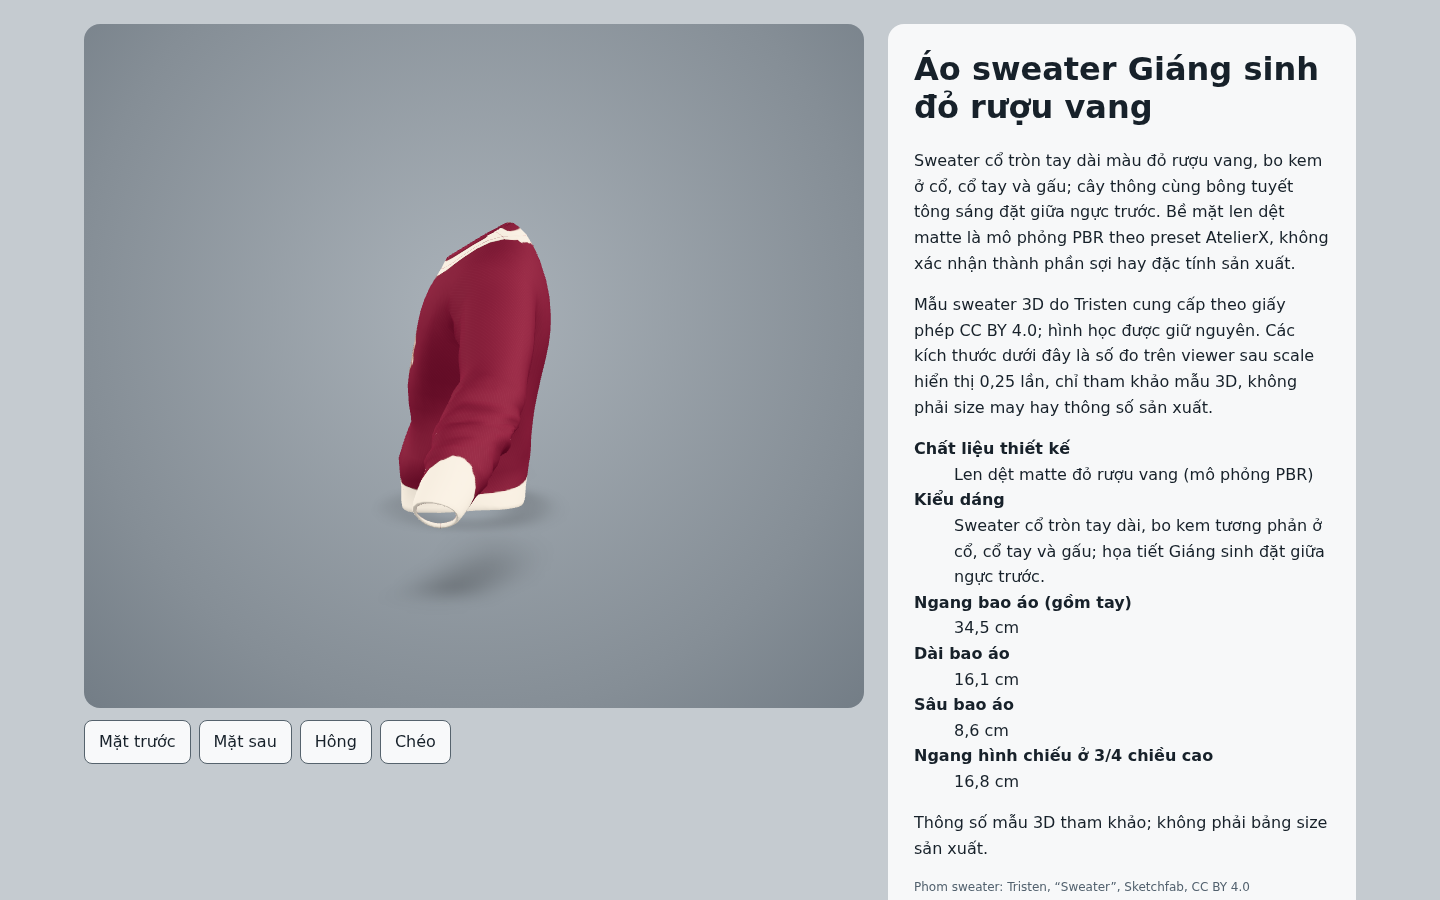 Áo sweater Giáng sinh
đỏ rượu vang
Sweater cổ tròn tay dài màu đỏ rượu vang, bo kem
ở cổ, cổ tay và gấu; cây thông cùng bông tuyết
tông sáng đặt giữa ngực trước. Bề mặt len dệt
matte là mô phỏng PBR theo preset AtelierX, không
xác nhận thành phần sợi hay đặc tính sản xuất.
Mẫu sweater 3D do Tristen cung cấp theo giấy
phép CC BY 4.0; hình học được giữ nguyên. Các
kích thước dưới đây là số đo trên viewer sau scale
hiển thị 0,25 lần, chỉ tham khảo mẫu 3D, không
phải size may hay thông số sản xuất.
Chất liệu thiết kế
Len dệt matte đỏ rượu vang (mô phỏng PBR)
Kiểu dáng
Sweater cổ tròn tay dài, bo kem tương phản ở
cổ, cổ tay và gấu; họa tiết Giáng sinh đặt giữa
ngực trước.
Ngang bao áo (gồm tay)
34,5 cm
Dài bao áo
16,1 cm
Sâu bao áo
8,6 cm
Ngang hình chiếu ở 3/4 chiều cao
16,8 cm
Thông số mẫu 3D tham khảo; không phải bảng size
sản xuất.
Phom sweater: Tristen, “Sweater”, Sketchfab, CC BY 4.0
Mặt trước
Mặt sau
Hông
Chéo